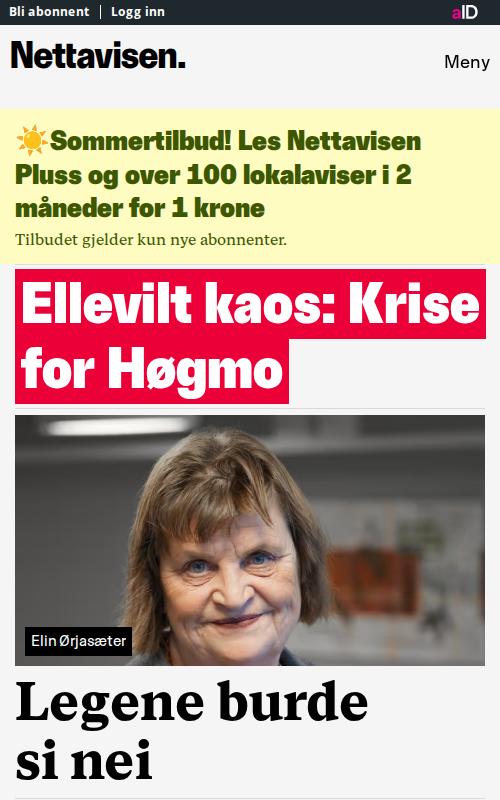 Bli abonnent | Logg inn
aID
Nettavisen.
Meny
☀️Sommertilbud! Les Nettavisen
Pluss og over 100 lokalaviser i 2
måneder for 1 krone
Tilbudet gjelder kun nye abonnenter.
Ellevilt kaos: Krise
for Høgmo
Elin Ørjasæter
Legene burde
si nei